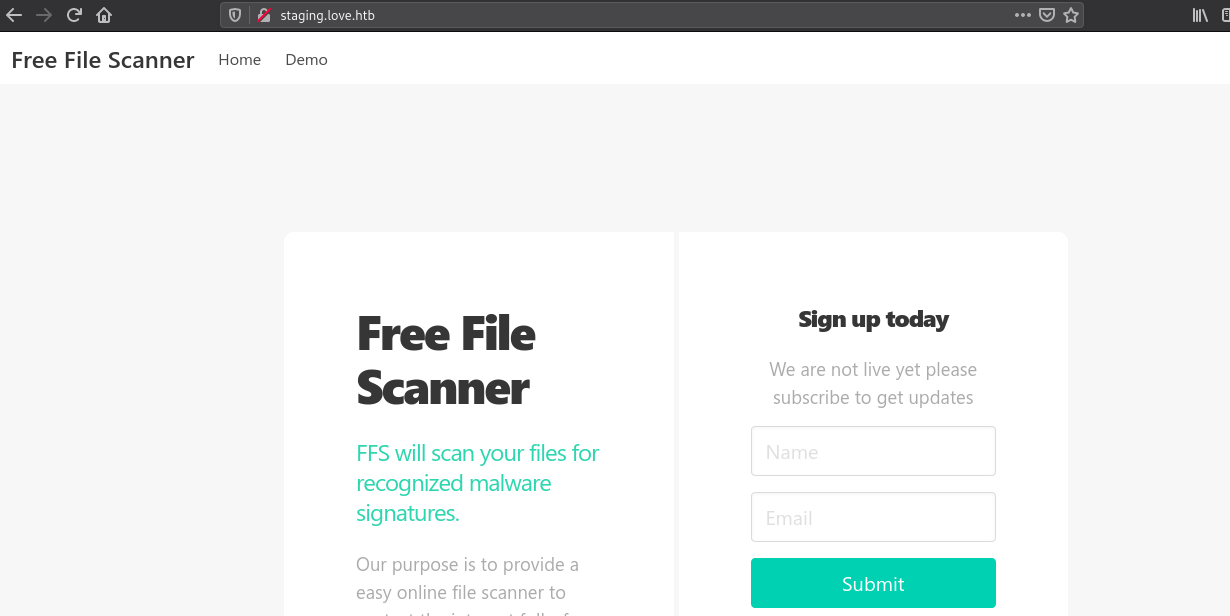 staging.love.htb
Free File Scanner Home Demo
Free File
Scanner
FFS will scan your files for
recognized malware
signatures.
Our purpose is to provide a
easy online file scanner to
Sign up today
We are not live yet please
subscribe to get updates
Name
Email
Submit